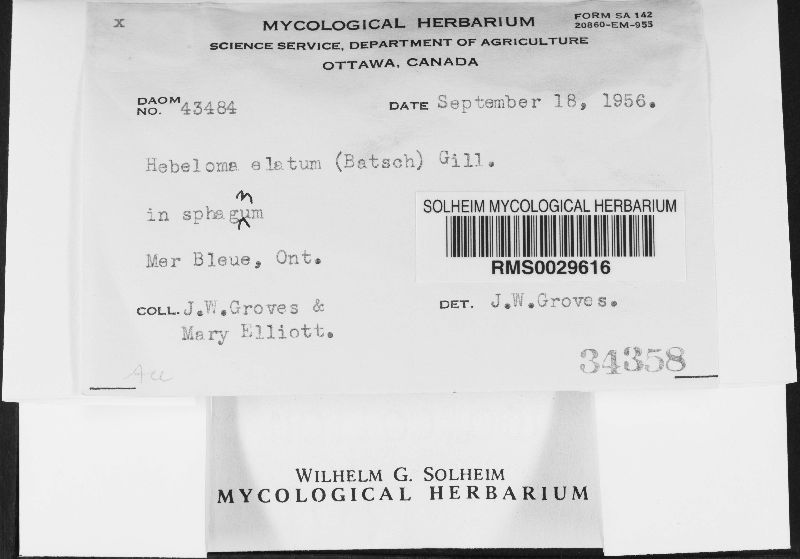 x
MYCOLOGICAL HERBARIUM
FORM SA 142
20860-EM-953
SCIENCE SERVICE, DEPARTMENT OF AGRICULTURE
OTTAWA, CANADA
DAOM NO. 43484
DATE September 18, 1956.
Hebeloma elatum (Batsch) Gill.
in sphagnum
Mer Bleue, Ont.
SOLHEIM MYCOLOGICAL HERBARIUM
RMS0029616
COLL. J.W.Groves &
Mary Elliott.
DET. J.W.Groves.
34358
WILHELM G. SOLHEIM
MYCOLOGICAL HERBARIUM